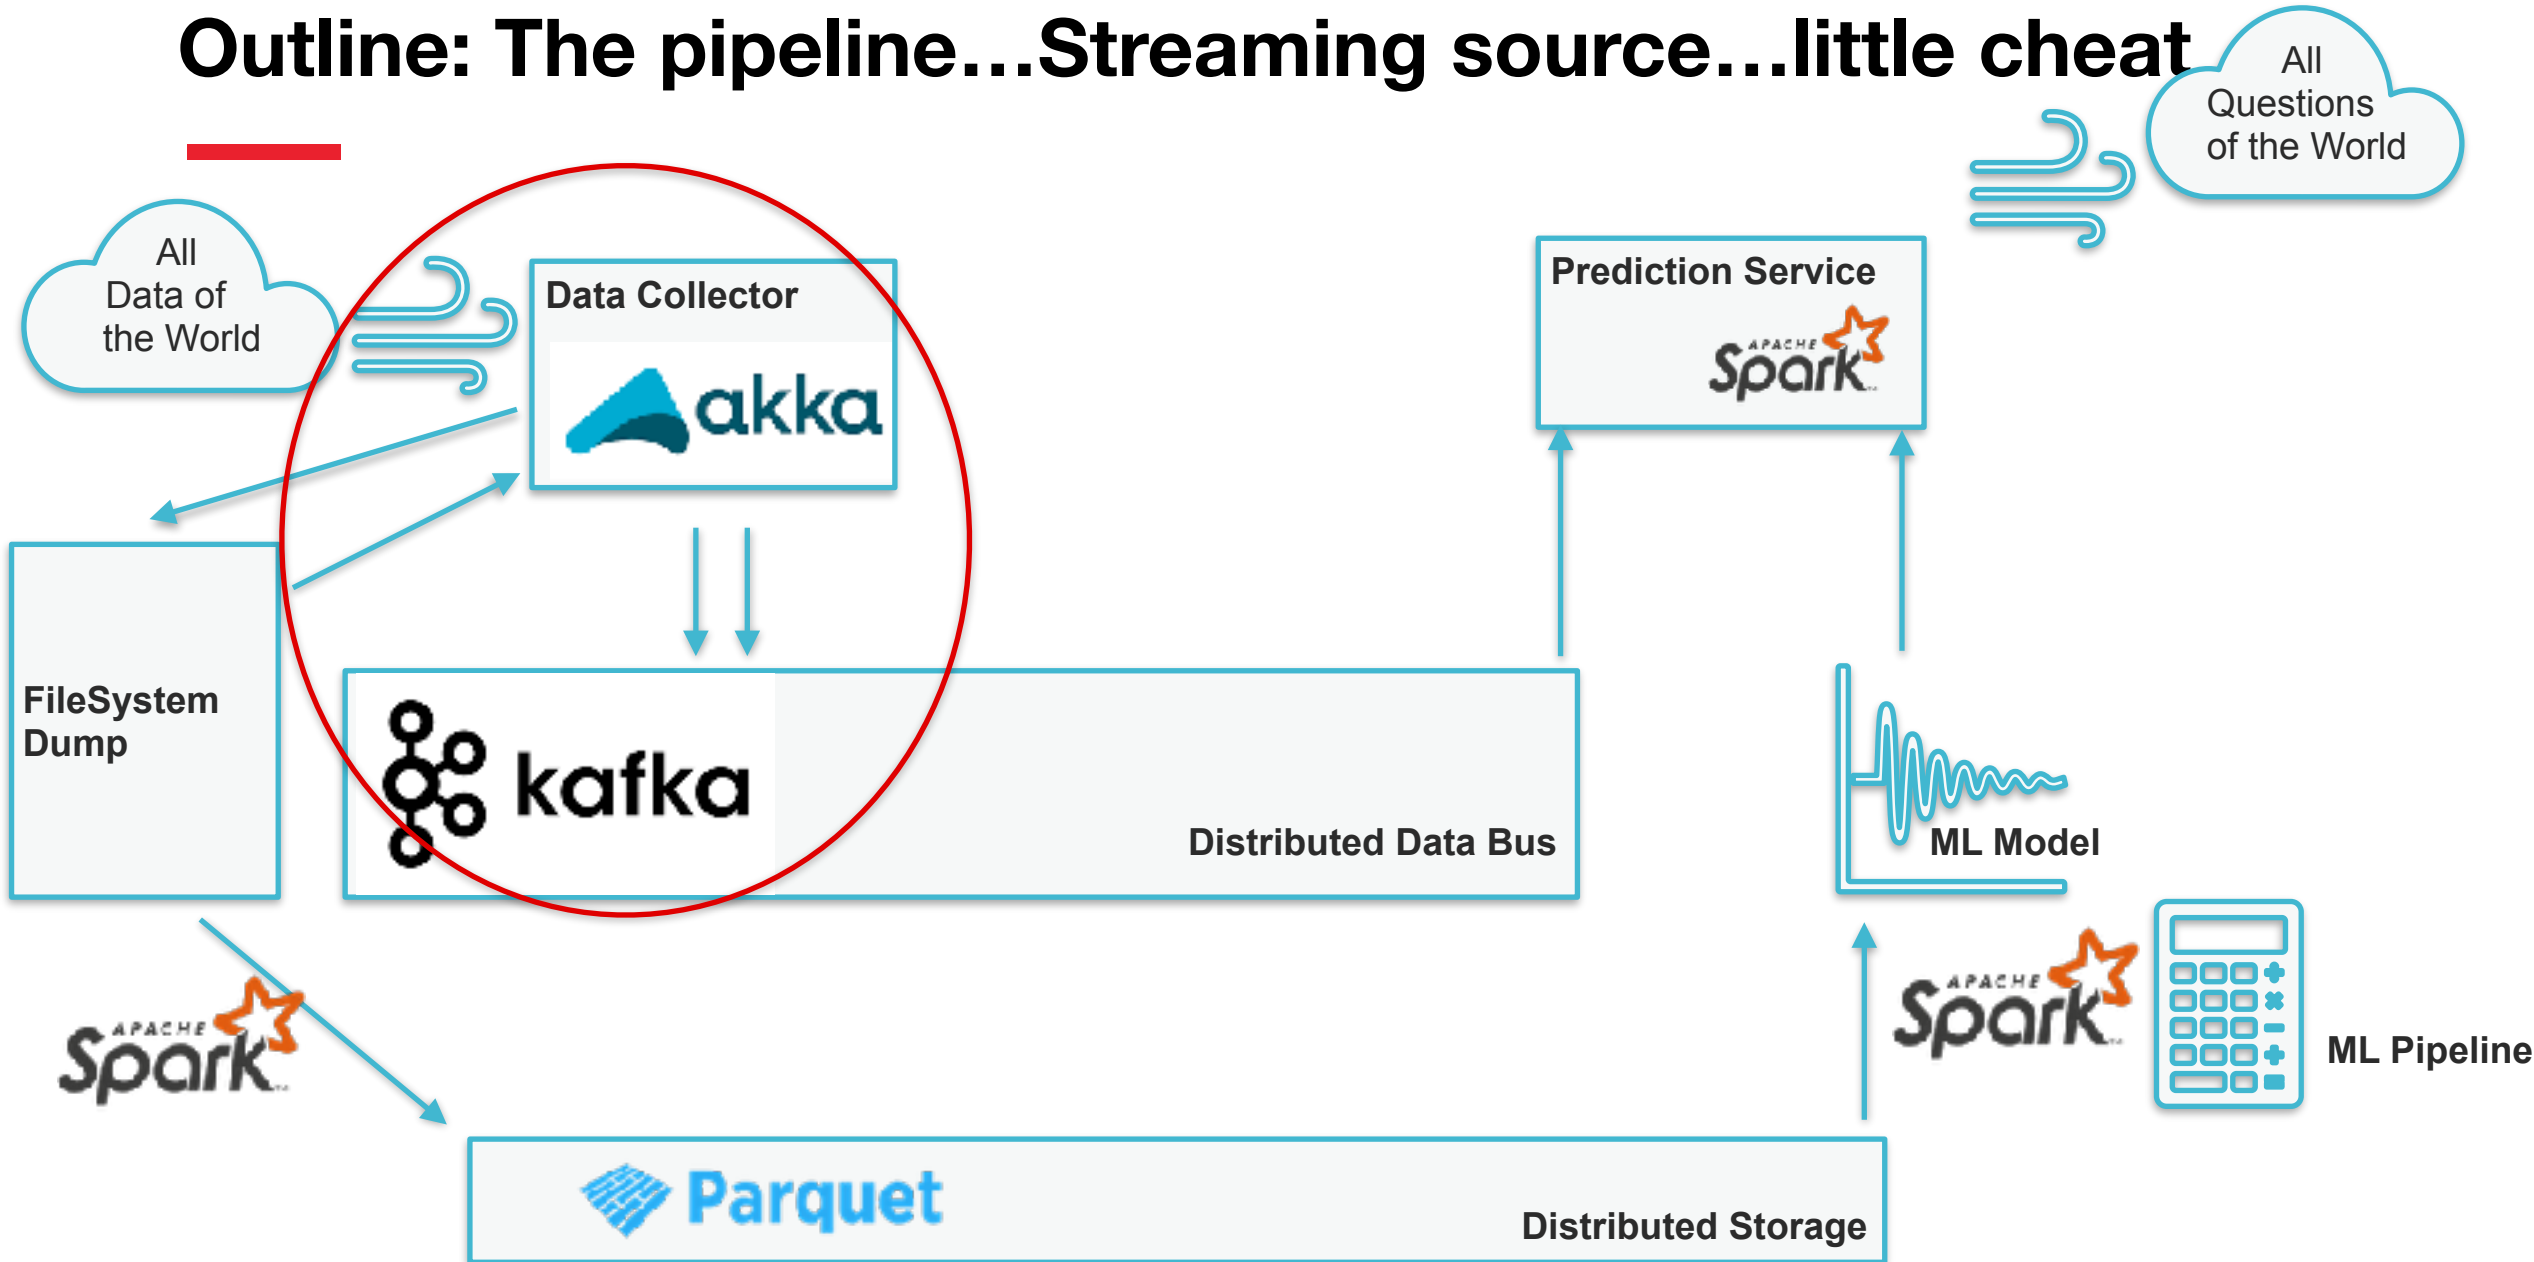 Outline: The pipeline...Streaming source...little cheat
All
Questions
of the World
All
Data of
the World
Data Collector
akka
Prediction Service
APACHE
Spark
FileSystem
Dump
kafka
Distributed Data Bus
ML Model
APACHE
Spark
APACHE
Spark
ML Pipeline
Parquet
Distributed Storage